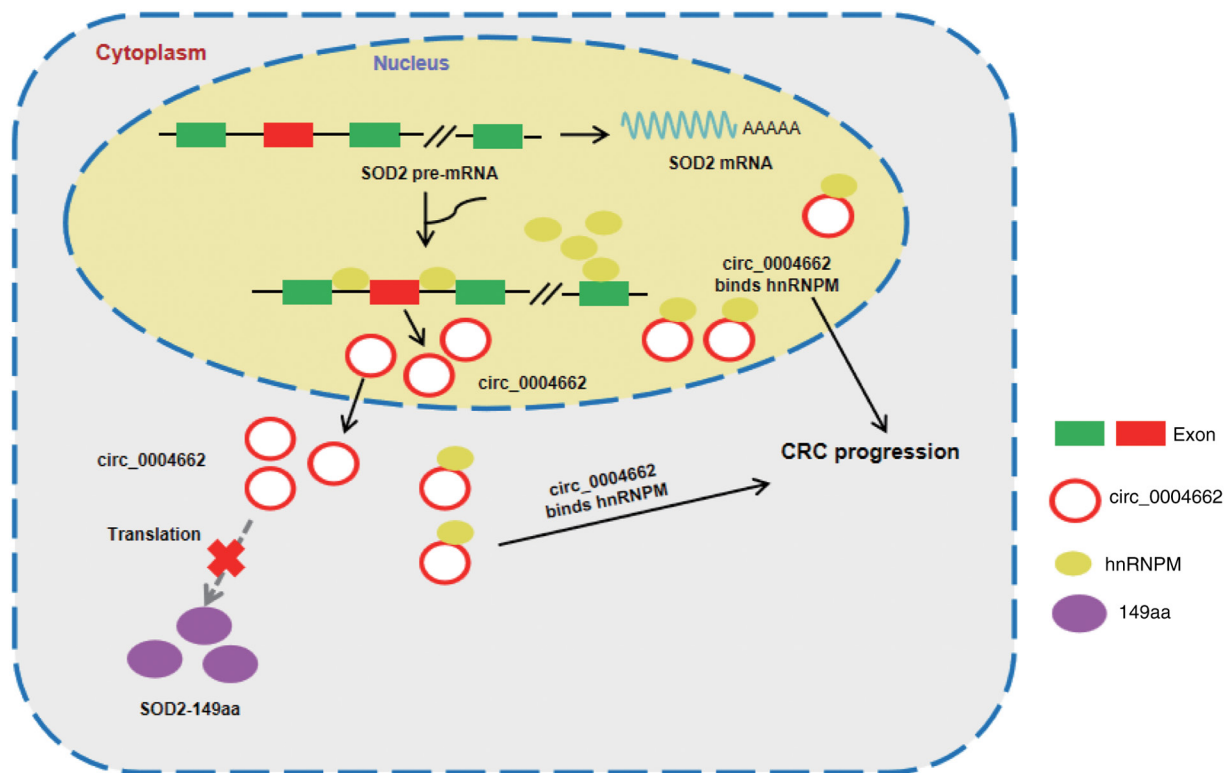 Cytoplasm
Nucleus
AAAAA
SOD2 pre-mRNA
SOD2 mRNA
circ_0004662
binds hnRNPM
circ_0004662
circ_0004662
circ_0004662
binds hnRNPM
CRC progression
Translation
SOD2-149aa
Exon
circ_0004662
hnRNPM
149aa